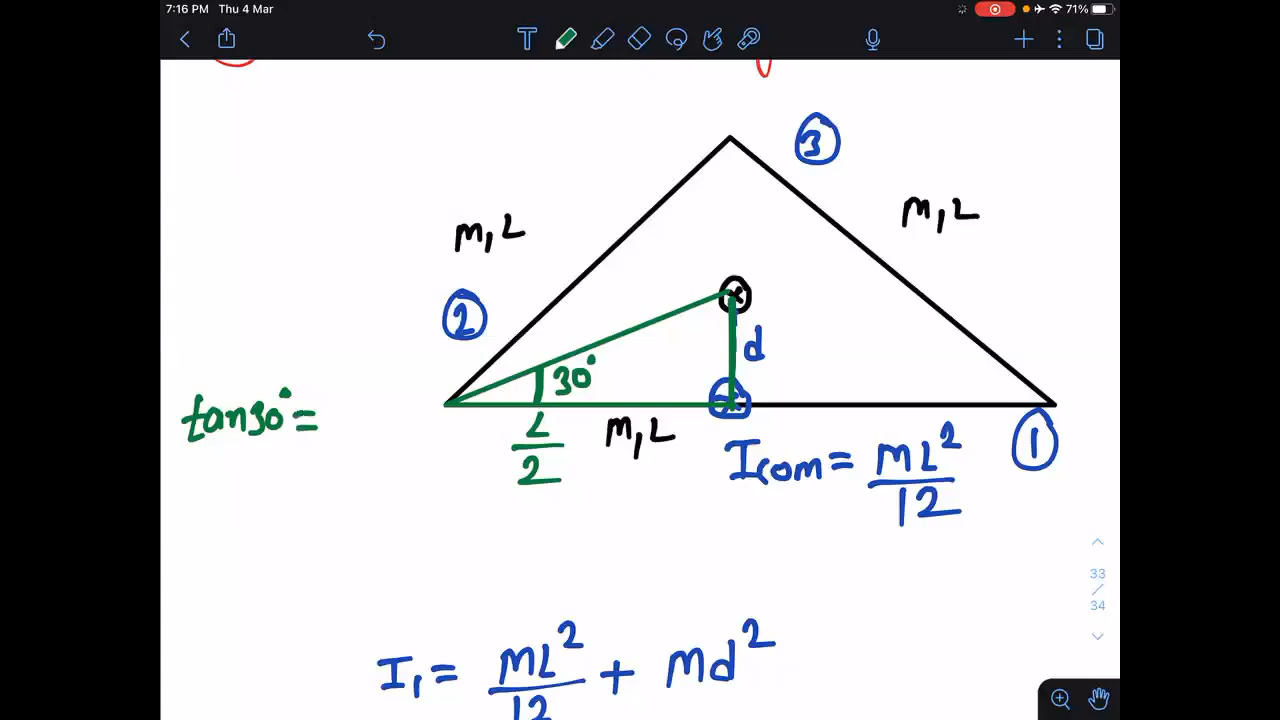 7:16 PM Thu 4 Mar
71%
T
3
m, L
m, L
2
d
30°
tan30° =
L/2
m, L
1
Icom = ML²/12
33
/
34
I₁ = ML²/12 + Md²